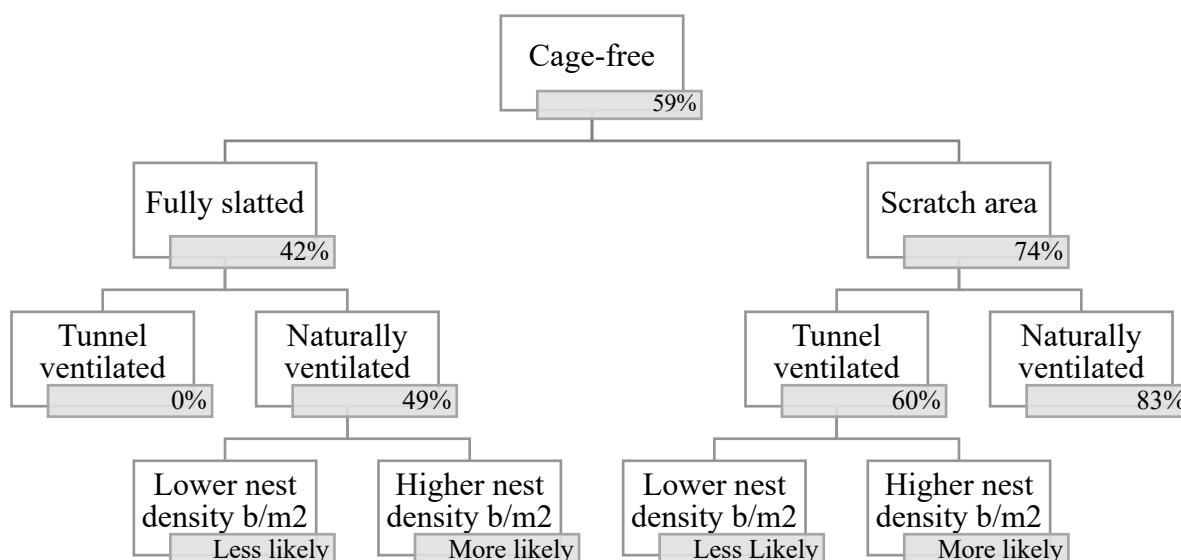 Cage-free
59%
Fully slatted
42%
Scratch area
74%
Tunnel
ventilated
0%
Naturally
ventilated
49%
Tunnel
ventilated
60%
Naturally
ventilated
83%
Lower nest
density b/m2
Less likely
Higher nest
density b/m2
More likely
Lower nest
density b/m2
Less Likely
Higher nest
density b/m2
More likely